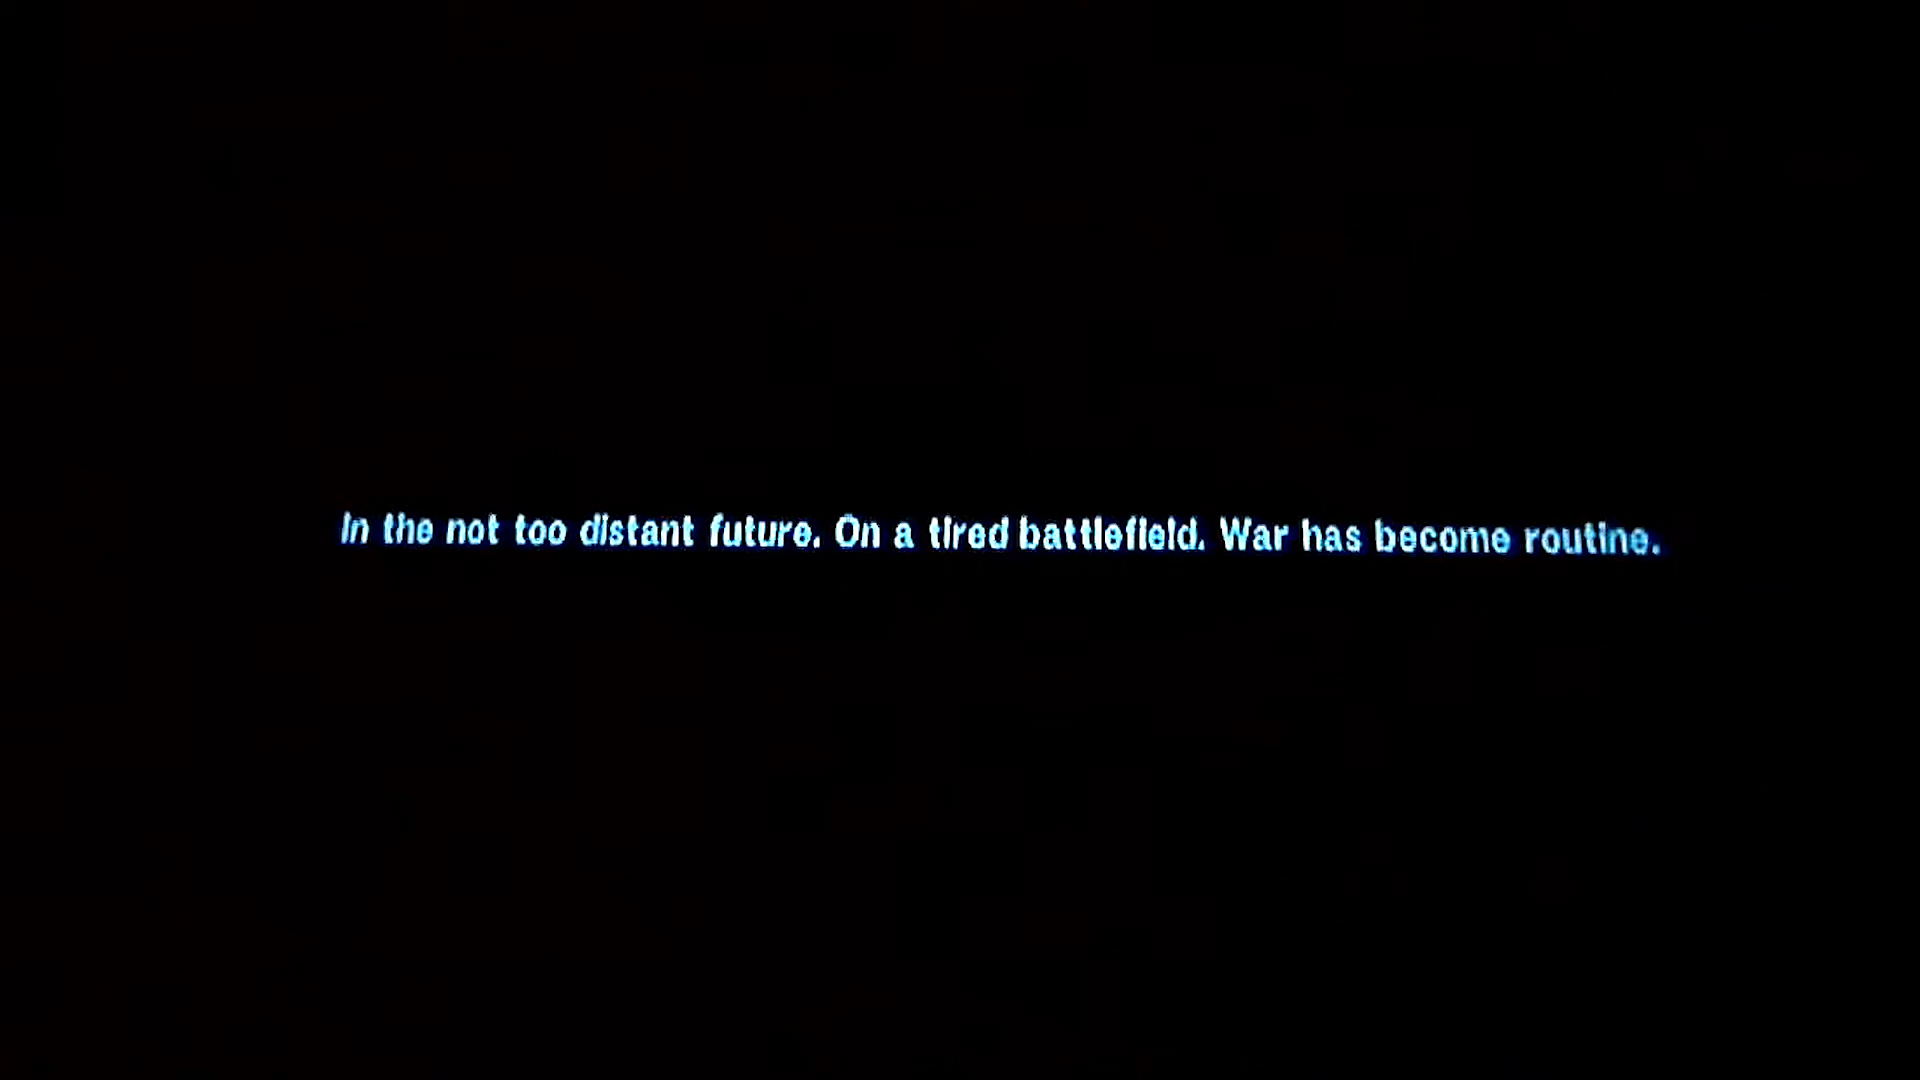 In the not too distant future. On a tired battlefield. War has become routine.